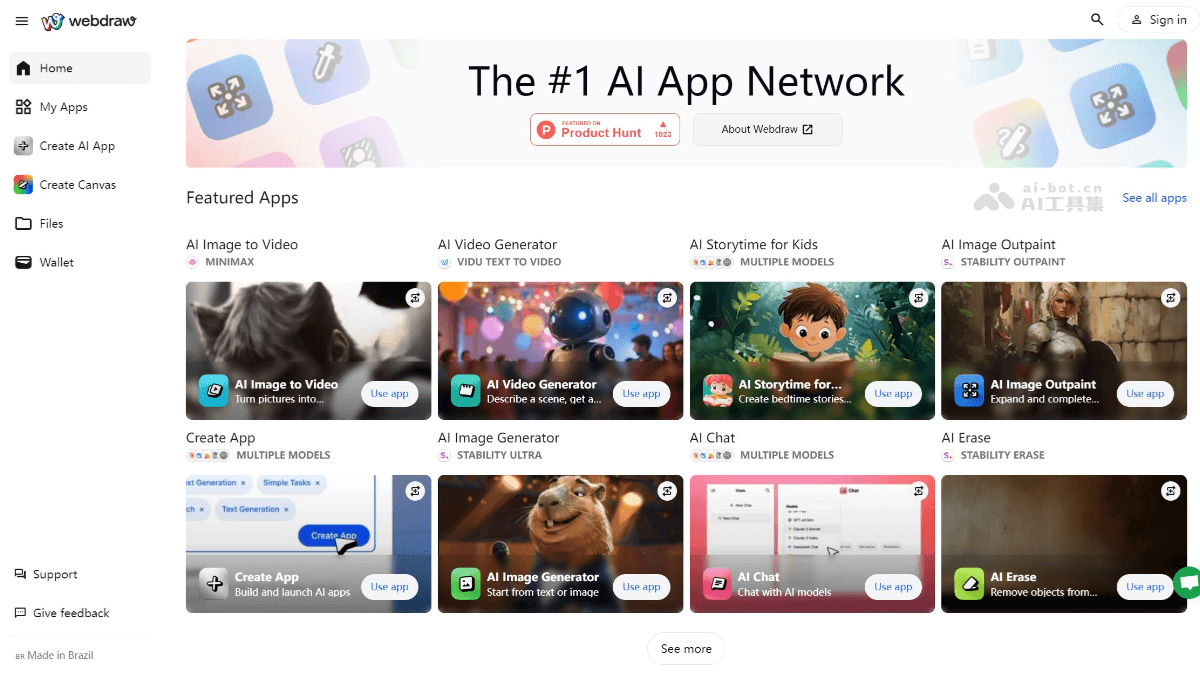 webdraw
Sign in
Home
My Apps
Create AI App
Create Canvas
Files
Wallet
Support
Give feedback
BR Made in Brazil
The #1 AI App Network
FEATURED ON
Product Hunt
1023
About Webdraw
Featured Apps
ai-bot.cn
AI工具集
See all apps
AI Image to Video
MINIMAX
AI Image to Video
Turn pictures into...
Use app
AI Video Generator
VIDU TEXT TO VIDEO
AI Video Generator
Describe a scene, get a...
Use app
AI Storytime for Kids
MULTIPLE MODELS
AI Storytime for...
Create bedtime stories...
Use app
AI Image Outpaint
STABILITY OUTPAINT
AI Image Outpaint
Expand and complete...
Use app
Create App
MULTIPLE MODELS
Text Generation ×
Simple Tasks ×
Create App
Create App
Build and launch AI apps
Use app
AI Image Generator
STABILITY ULTRA
AI Image Generator
Start from text or image
Use app
AI Chat
MULTIPLE MODELS
Chats
New Chat
New Chat
Chat
Models
AI Chat
Chat with AI models
Use app
AI Erase
STABILITY ERASE
AI Erase
Remove objects from...
Use app
See more